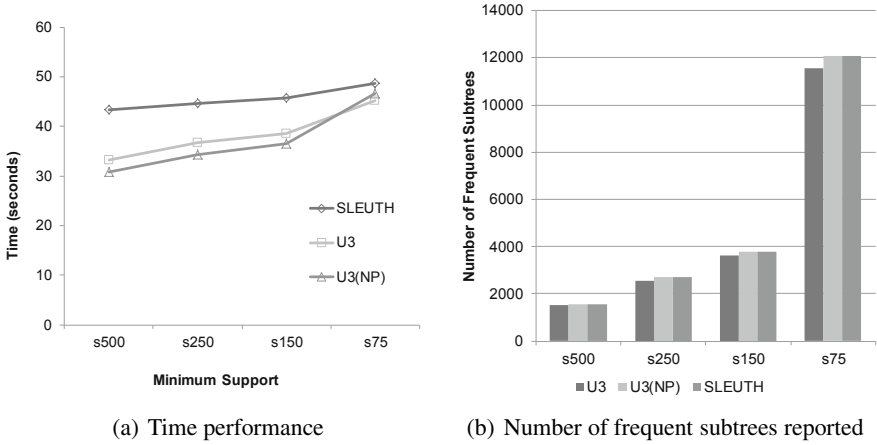 60
50
40
30
20
10
0
Time (seconds)
SLEUTH
U3
U3(NP)
s500 s250 s150 s75
Minimum Support
(a) Time performance
14000
12000
10000
8000
6000
4000
2000
0
Number of Frequent Subtrees
s500 s250 s150 s75
U3 U3(NP) SLEUTH
(b) Number of frequent subtrees reported